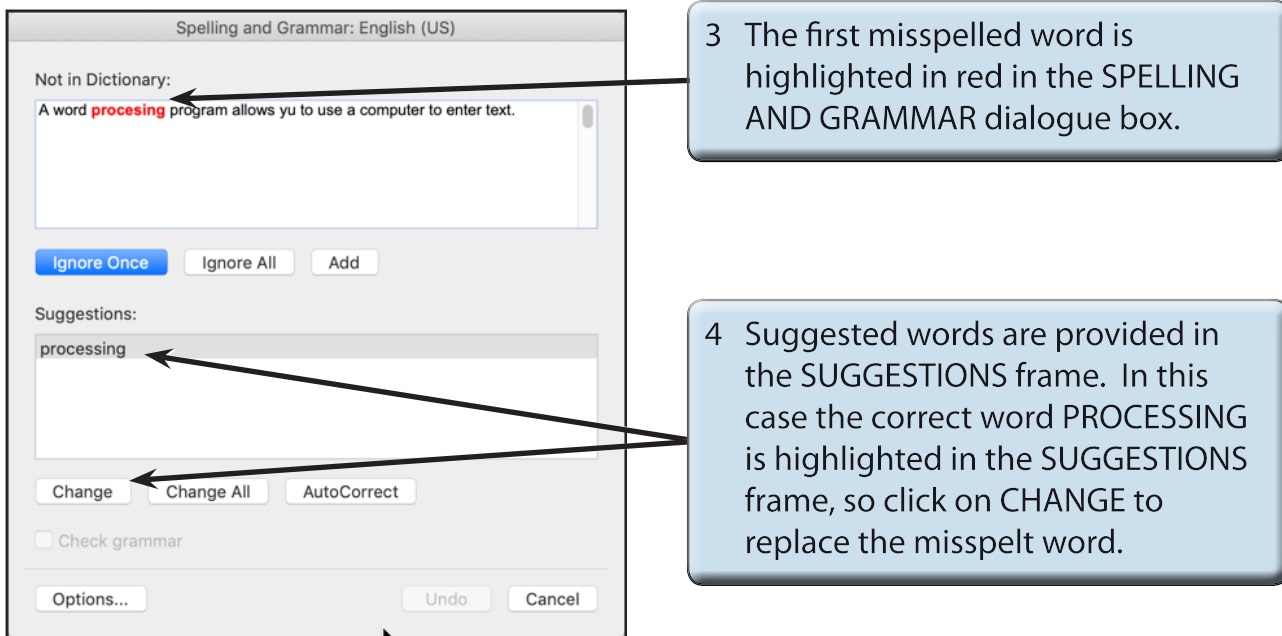 Spelling and Grammar: English (US)
Not in Dictionary:
A word procesing program allows yu to use a computer to enter text.
Ignore Once Ignore All Add
Suggestions:
processing
Change Change All AutoCorrect
Check grammar
Options... Undo Cancel
3 The first misspelled word is
highlighted in red in the SPELLING
AND GRAMMAR dialogue box.
4 Suggested words are provided in
the SUGGESTIONS frame. In this
case the correct word PROCESSING
is highlighted in the SUGGESTIONS
frame, so click on CHANGE to
replace the misspelt word.